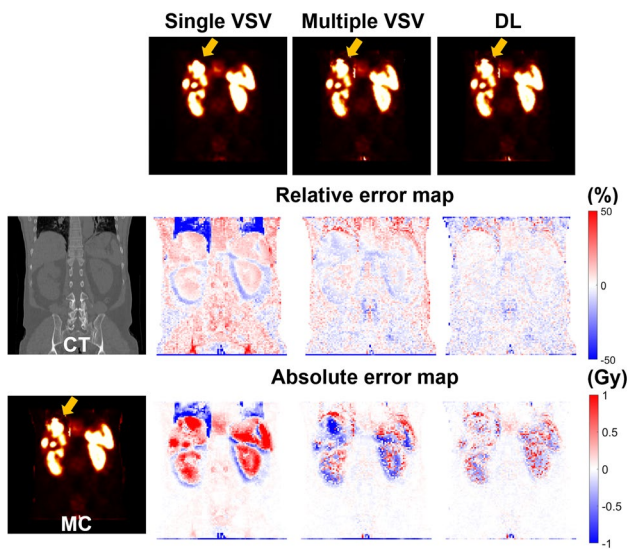 Single VSV Multiple VSV DL
Relative error map (%)
50
0
-50
CT
Absolute error map (Gy)
1
0.5
0
-0.5
-1
MC